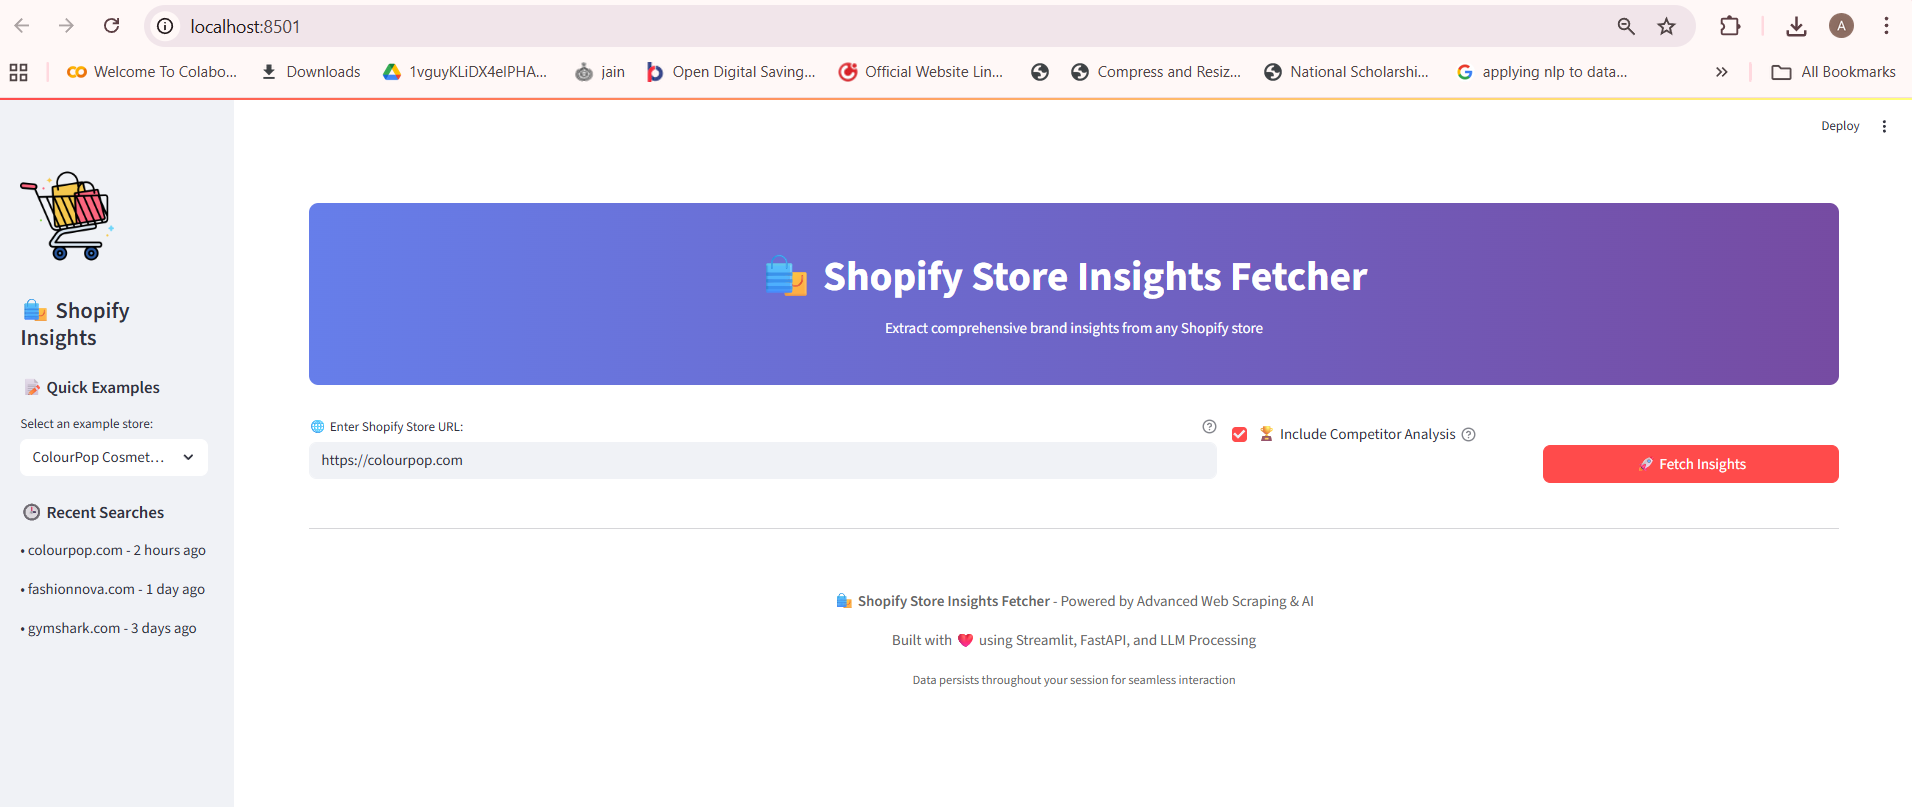 localhost:8501
A
Welcome To Colabo...
Downloads
1vguyKLiDX4elPHA...
jain
Open Digital Saving...
Official Website Lin...
Compress and Resiz...
National Scholarshi...
applying nlp to data...
All Bookmarks
Deploy
Shopify
Insights
Quick Examples
Select an example store:
ColourPop Cosmet...
Recent Searches
• colourpop.com - 2 hours ago
• fashionnova.com - 1 day ago
• gymshark.com - 3 days ago
Shopify Store Insights Fetcher
Extract comprehensive brand insights from any Shopify store
Enter Shopify Store URL:
https://colourpop.com
Include Competitor Analysis
Fetch Insights
Shopify Store Insights Fetcher - Powered by Advanced Web Scraping & AI
Built with ❤️ using Streamlit, FastAPI, and LLM Processing
Data persists throughout your session for seamless interaction